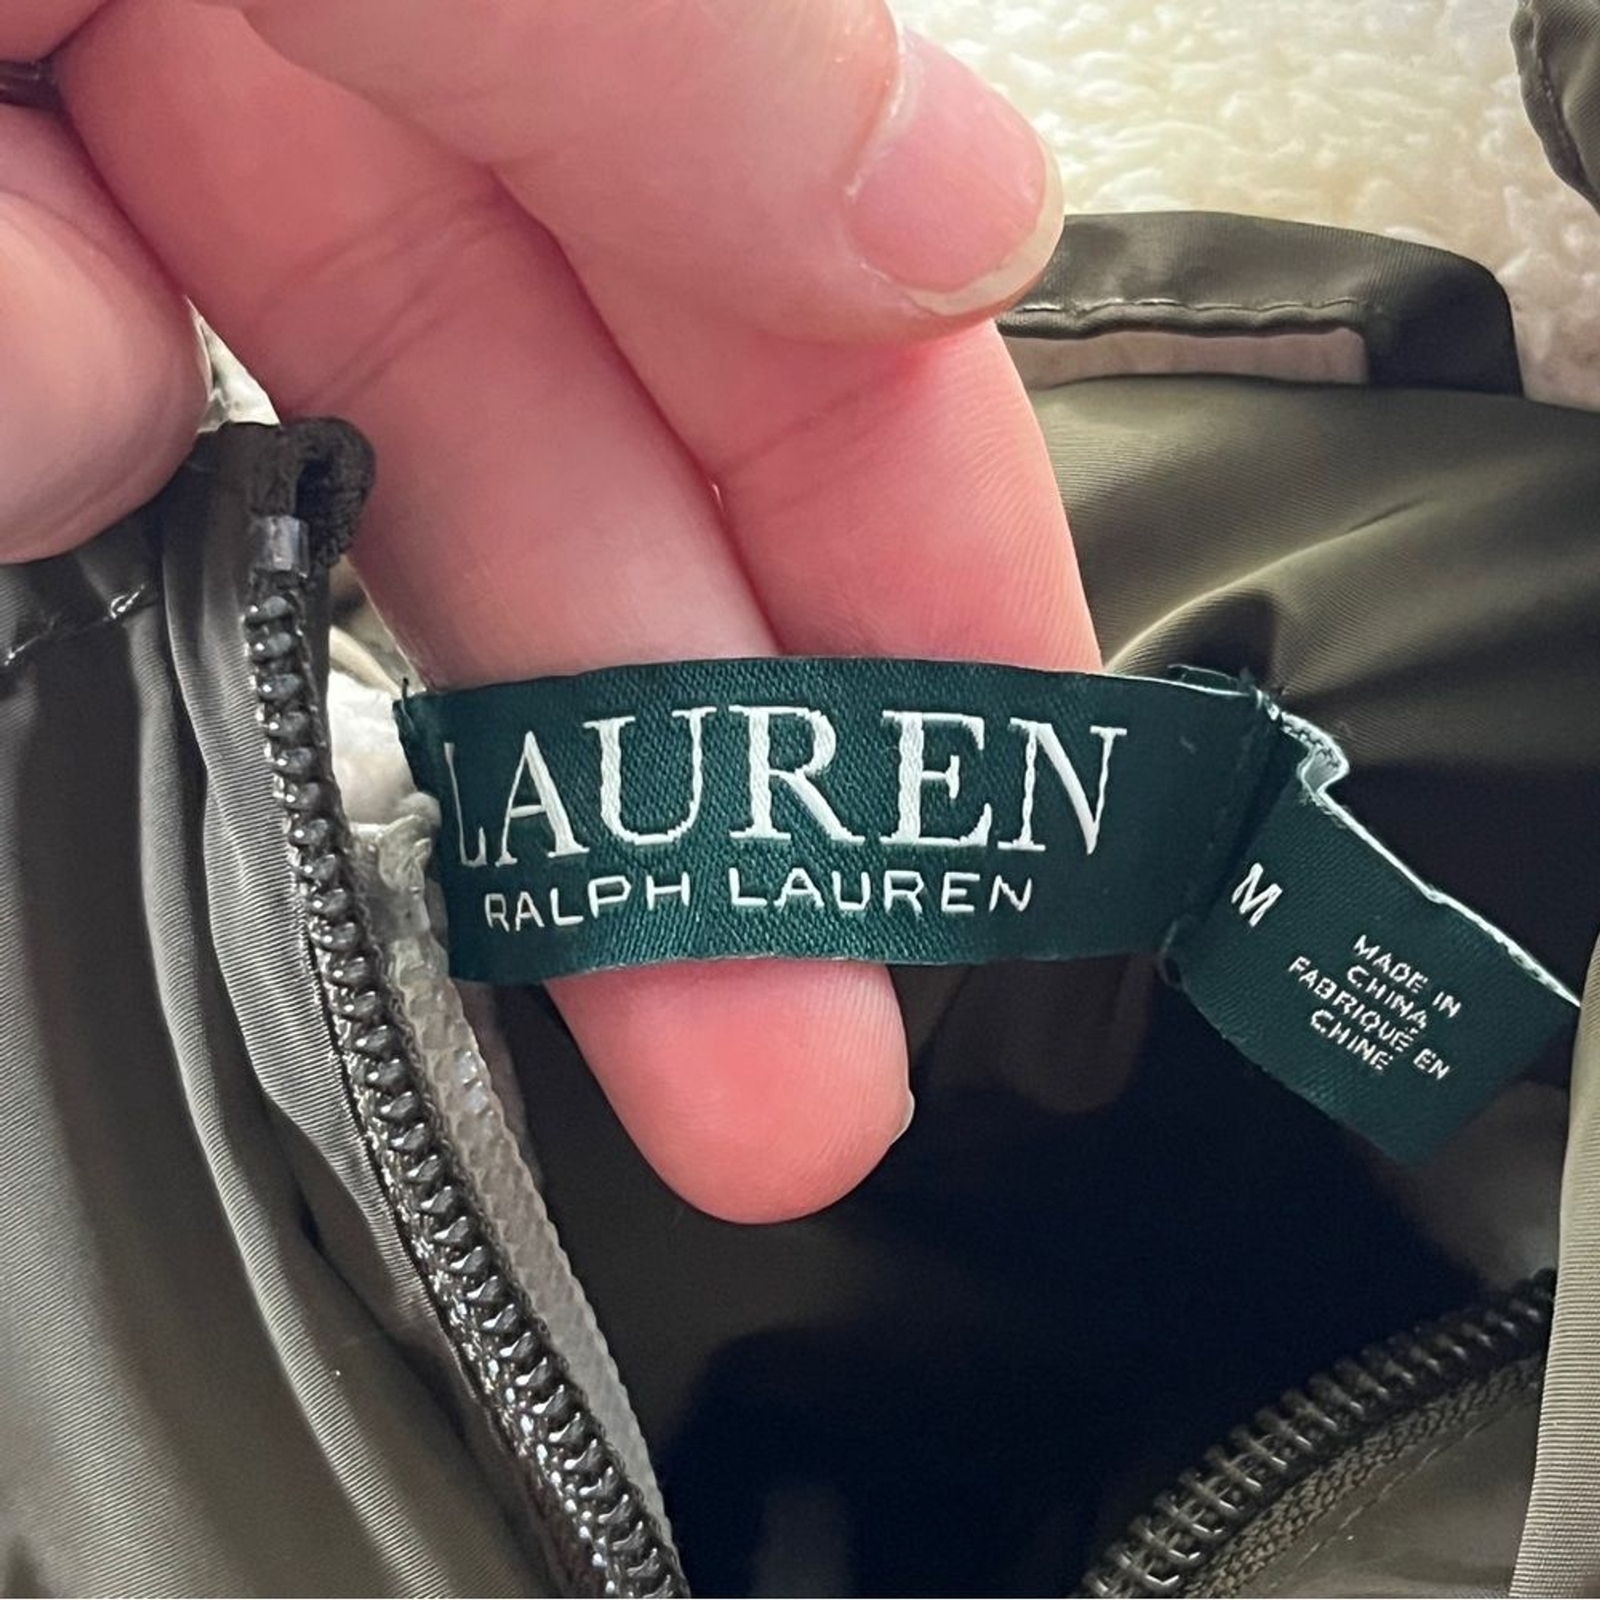 LAUREN
RALPH LAUREN
M
MADE IN
CHINA
FABRIQUÉ EN
CHINE